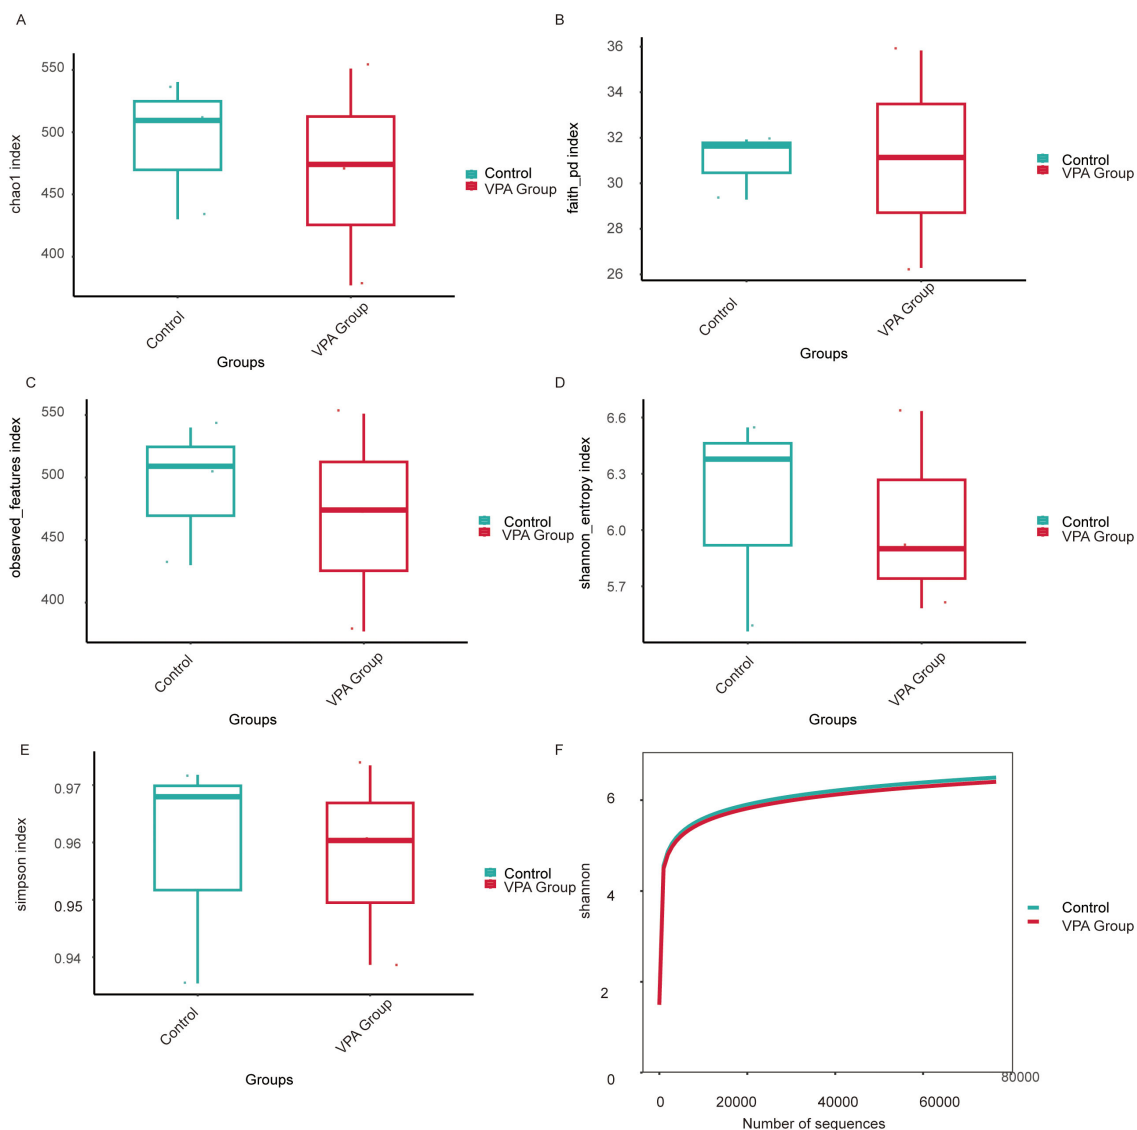 A
chao1 index
550
500
450
400
Control
VPA Group
Groups
Control
VPA Group
B
faith_pd index
36
34
32
30
28
26
Control
VPA Group
Groups
Control
VPA Group
C
observed_features index
550
500
450
400
Control
VPA Group
Groups
Control
VPA Group
D
shannon_entropy index
6.6
6.3
6.0
5.7
Control
VPA Group
Groups
Control
VPA Group
E
simpson index
0.97
0.96
0.95
0.94
Control
VPA Group
Groups
Control
VPA Group
F
shannon
6
4
2
0
0
20000
40000
60000
80000
Number of sequences
Control
VPA Group